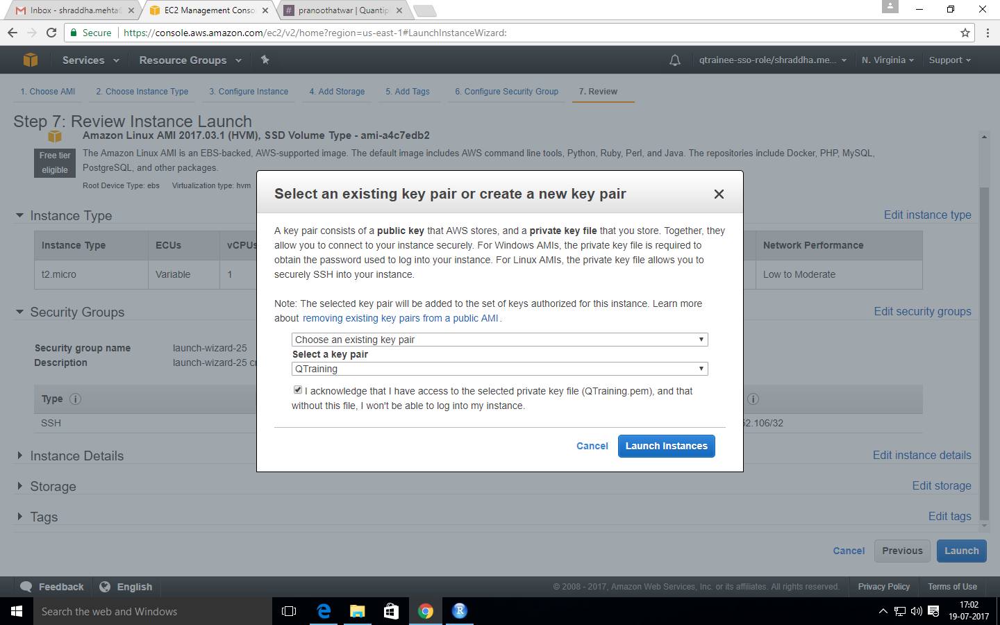 Inbox - shraddha.mehta
EC2 Management Conso
pranoothatwar | Quantip
Secure
https://console.aws.amazon.com/ec2/v2/home?region=us-east-1#LaunchInstanceWizard:
Services
Resource Groups
qtrainee-sso-role/shraddha.me...
N. Virginia
Support
1. Choose AMI
2. Choose Instance Type
3. Configure Instance
4. Add Storage
5. Add Tags
6. Configure Security Group
7. Review
Step 7: Review Instance Launch
Amazon Linux AMI 2017.03.1 (HVM), SSD Volume Type - ami-a4c7edb2
Free tier
eligible
The Amazon Linux AMI is an EBS-backed, AWS-supported image. The default image includes AWS command line tools, Python, Ruby, Perl, and Java. The repositories include Docker, PHP, MySQL,
PostgreSQL, and other packages.
Root Device Type: ebs Virtualization type: hvm
Select an existing key pair or create a new key pair
A key pair consists of a public key that AWS stores, and a private key file that you store. Together, they
allow you to connect to your instance securely. For Windows AMIs, the private key file is required to
obtain the password used to log into your instance. For Linux AMIs, the private key file allows you to
securely SSH into your instance.
Note: The selected key pair will be added to the set of keys authorized for this instance. Learn more
about removing existing key pairs from a public AMI.
Choose an existing key pair
Select a key pair
QTraining
I acknowledge that I have access to the selected private key file (QTraining.pem), and that
without this file, I won't be able to log into my instance.
Cancel
Launch Instances
Instance Type
Edit instance type
Instance Type
ECUs
vCPUs
Network Performance
t2.micro
Variable
1
Low to Moderate
Security Groups
Edit security groups
Security group name
launch-wizard-25
Description
launch-wizard-25 cr
Type
SSH
2.106/32
Instance Details
Edit instance details
Storage
Edit storage
Tags
Edit tags
Cancel
Previous
Launch
Feedback
English
© 2008 - 2017, Amazon Web Services, Inc. or its affiliates. All rights reserved.
Privacy Policy
Terms of Use
Search the web and Windows
17:02
19-07-2017